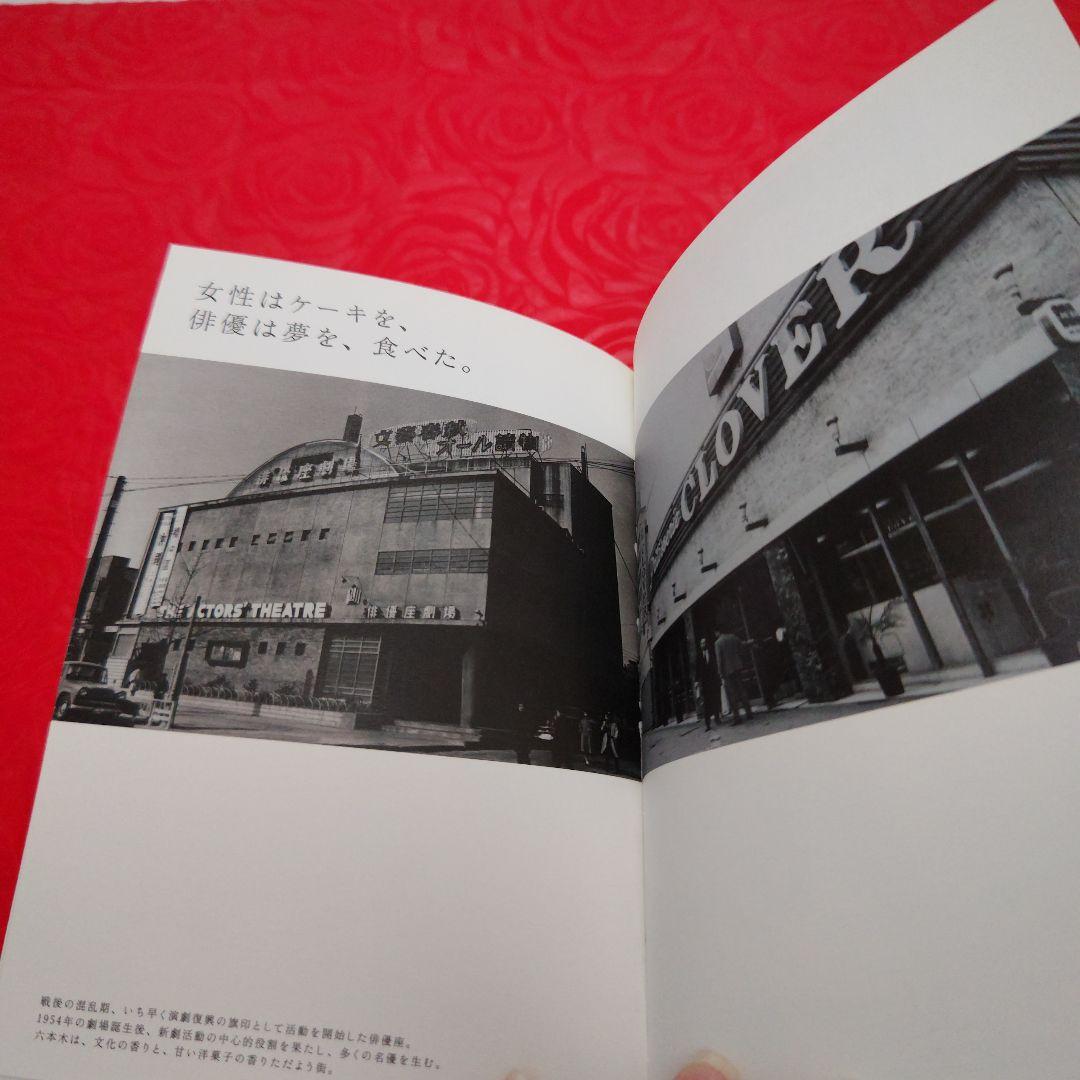 女性はケーキを、
俳優は夢を、食べた。
文藝春秋
オール讀物
俳優座劇場
THE ACTORS' THEATRE
俳優座劇場
CLOVER
戦後の混乱期、いち早く演劇復興の旗印として活動を開始した俳優座。
1954年の劇場誕生後、新劇活動の中心的役割を果たし、多くの名優を生む。
六本木は、文化の香りと、甘い洋菓子の香りただよう街。